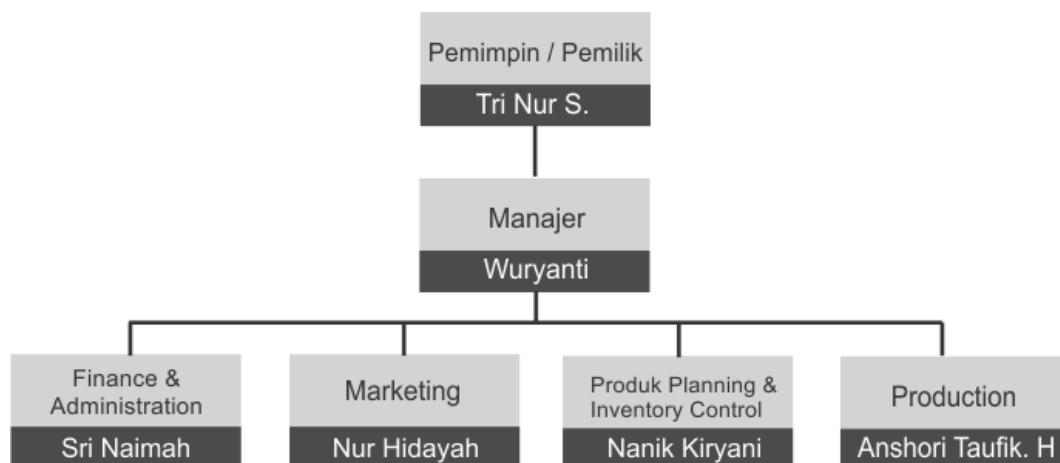 Pemimpin / Pemilik
Tri Nur S.
Manajer
Wuryanti
Finance &
Administration
Sri Naimah
Marketing
Nur Hidayah
Produk Planning &
Inventory Control
Nanik Kiryani
Production
Anshori Taufik. H